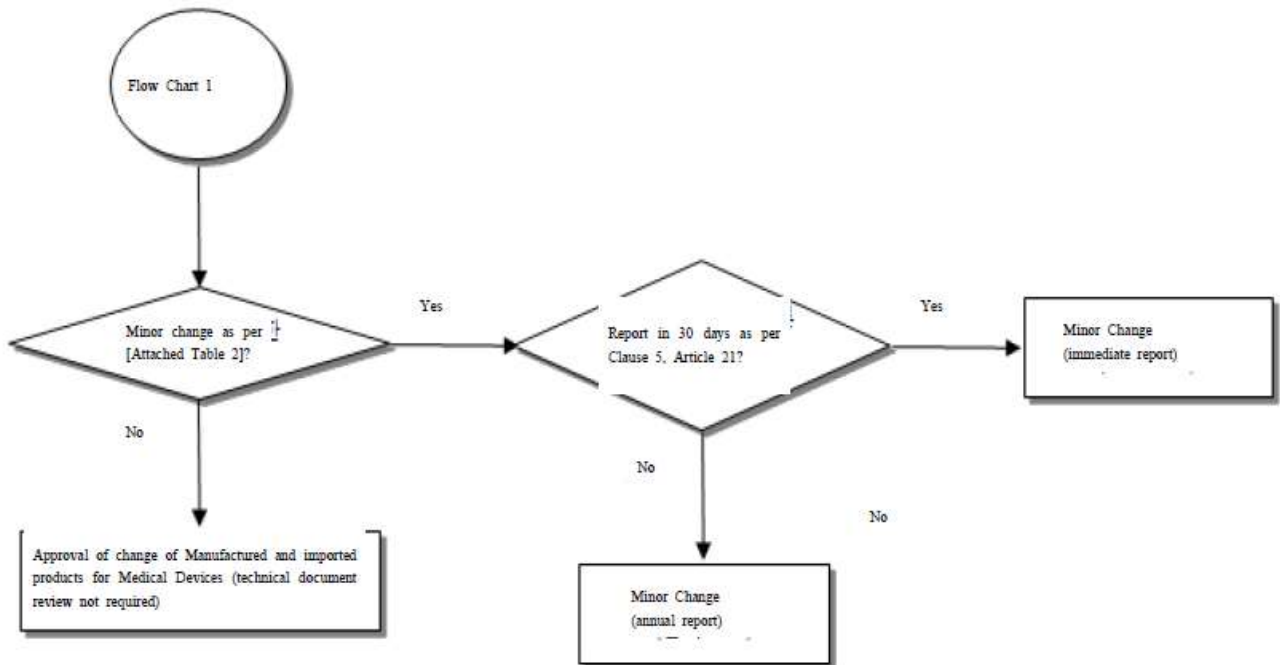 Flow Chart 1
Minor change as per
[Attached Table 2]?
Yes
Report in 30 days as per
Clause 5, Article 21?
Yes
Minor Change
(immediate report)
No
No
No
Approval of change of Manufactured and imported
products for Medical Devices (technical document
review not required)
Minor Change
(annual report)